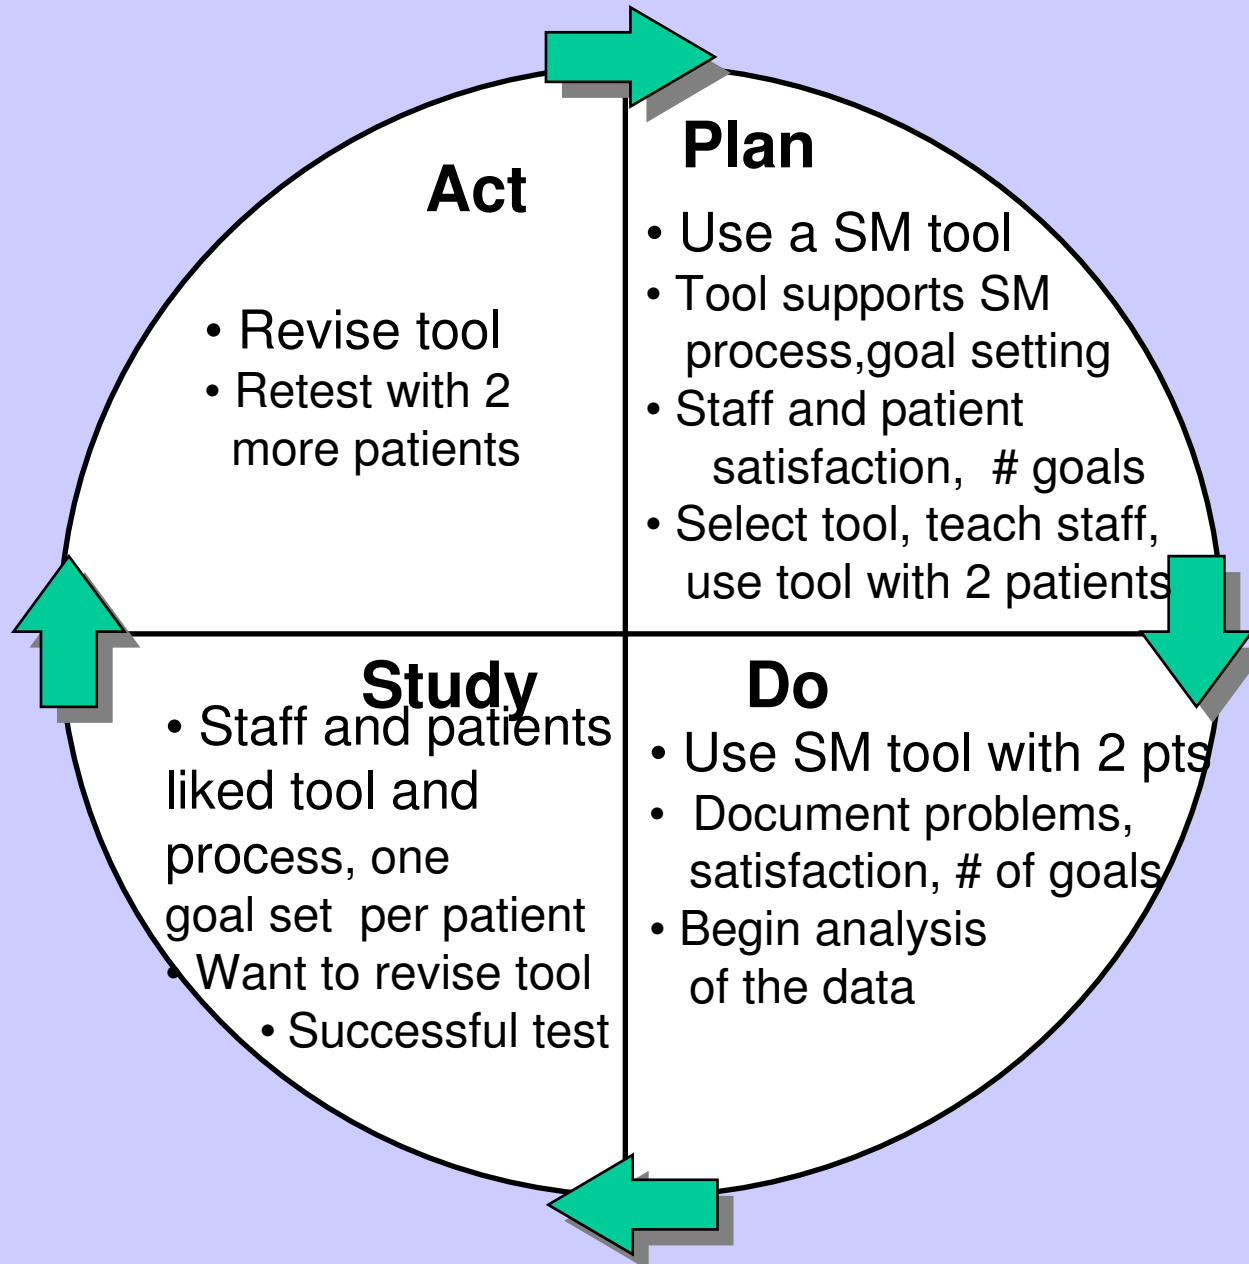 Plan
• Use a SM tool
• Tool supports SM
process,goal setting
• Staff and patient
satisfaction, # goals
• Select tool, teach staff,
use tool with 2 patients
Do
• Use SM tool with 2 pts
• Document problems,
satisfaction, # of goals
• Begin analysis
of the data
Study
• Staff and patients
liked tool and
process, one
goal set per patient
• Want to revise tool
• Successful test
Act
• Revise tool
• Retest with 2
more patients